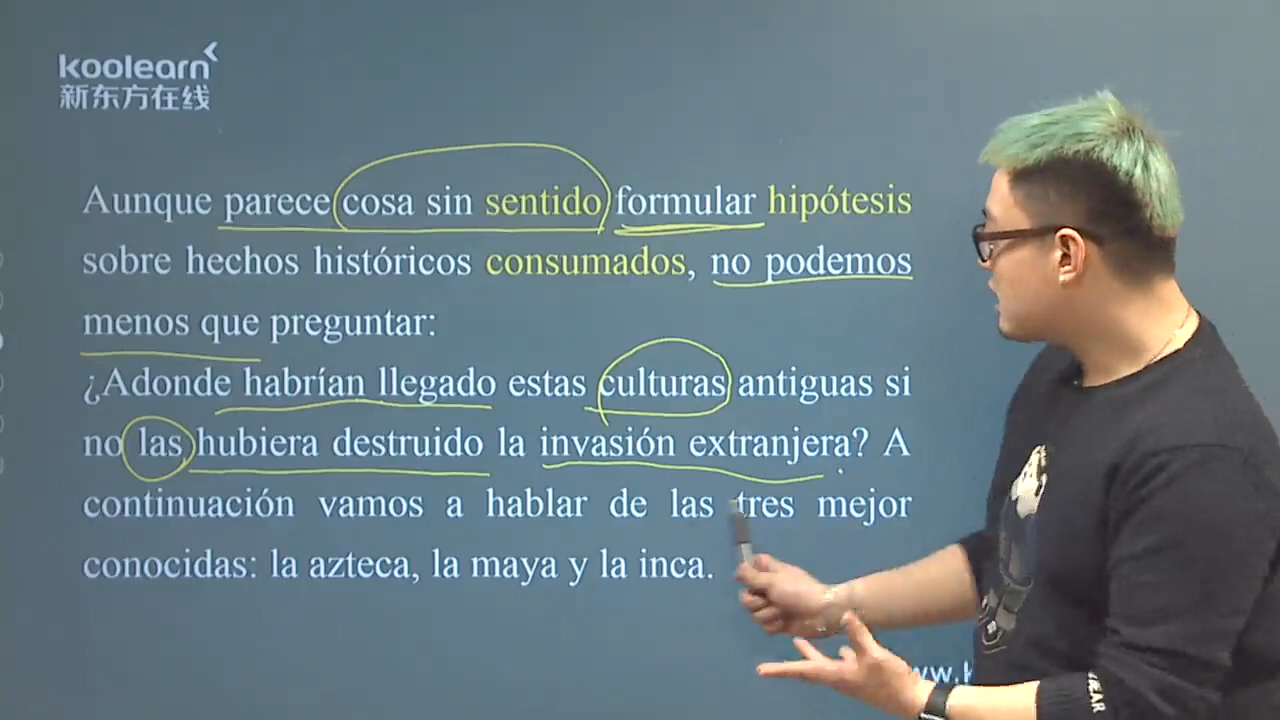 koolearn
新东方在线
Aunque parece cosa sin sentido formular hipótesis
sobre hechos históricos consumados, no podemos
menos que preguntar:
¿Adonde habrían llegado estas culturas antiguas si
no las hubiera destruido la invasión extranjera? A
continuación vamos a hablar de las tres mejor
conocidas: la azteca, la maya y la inca.